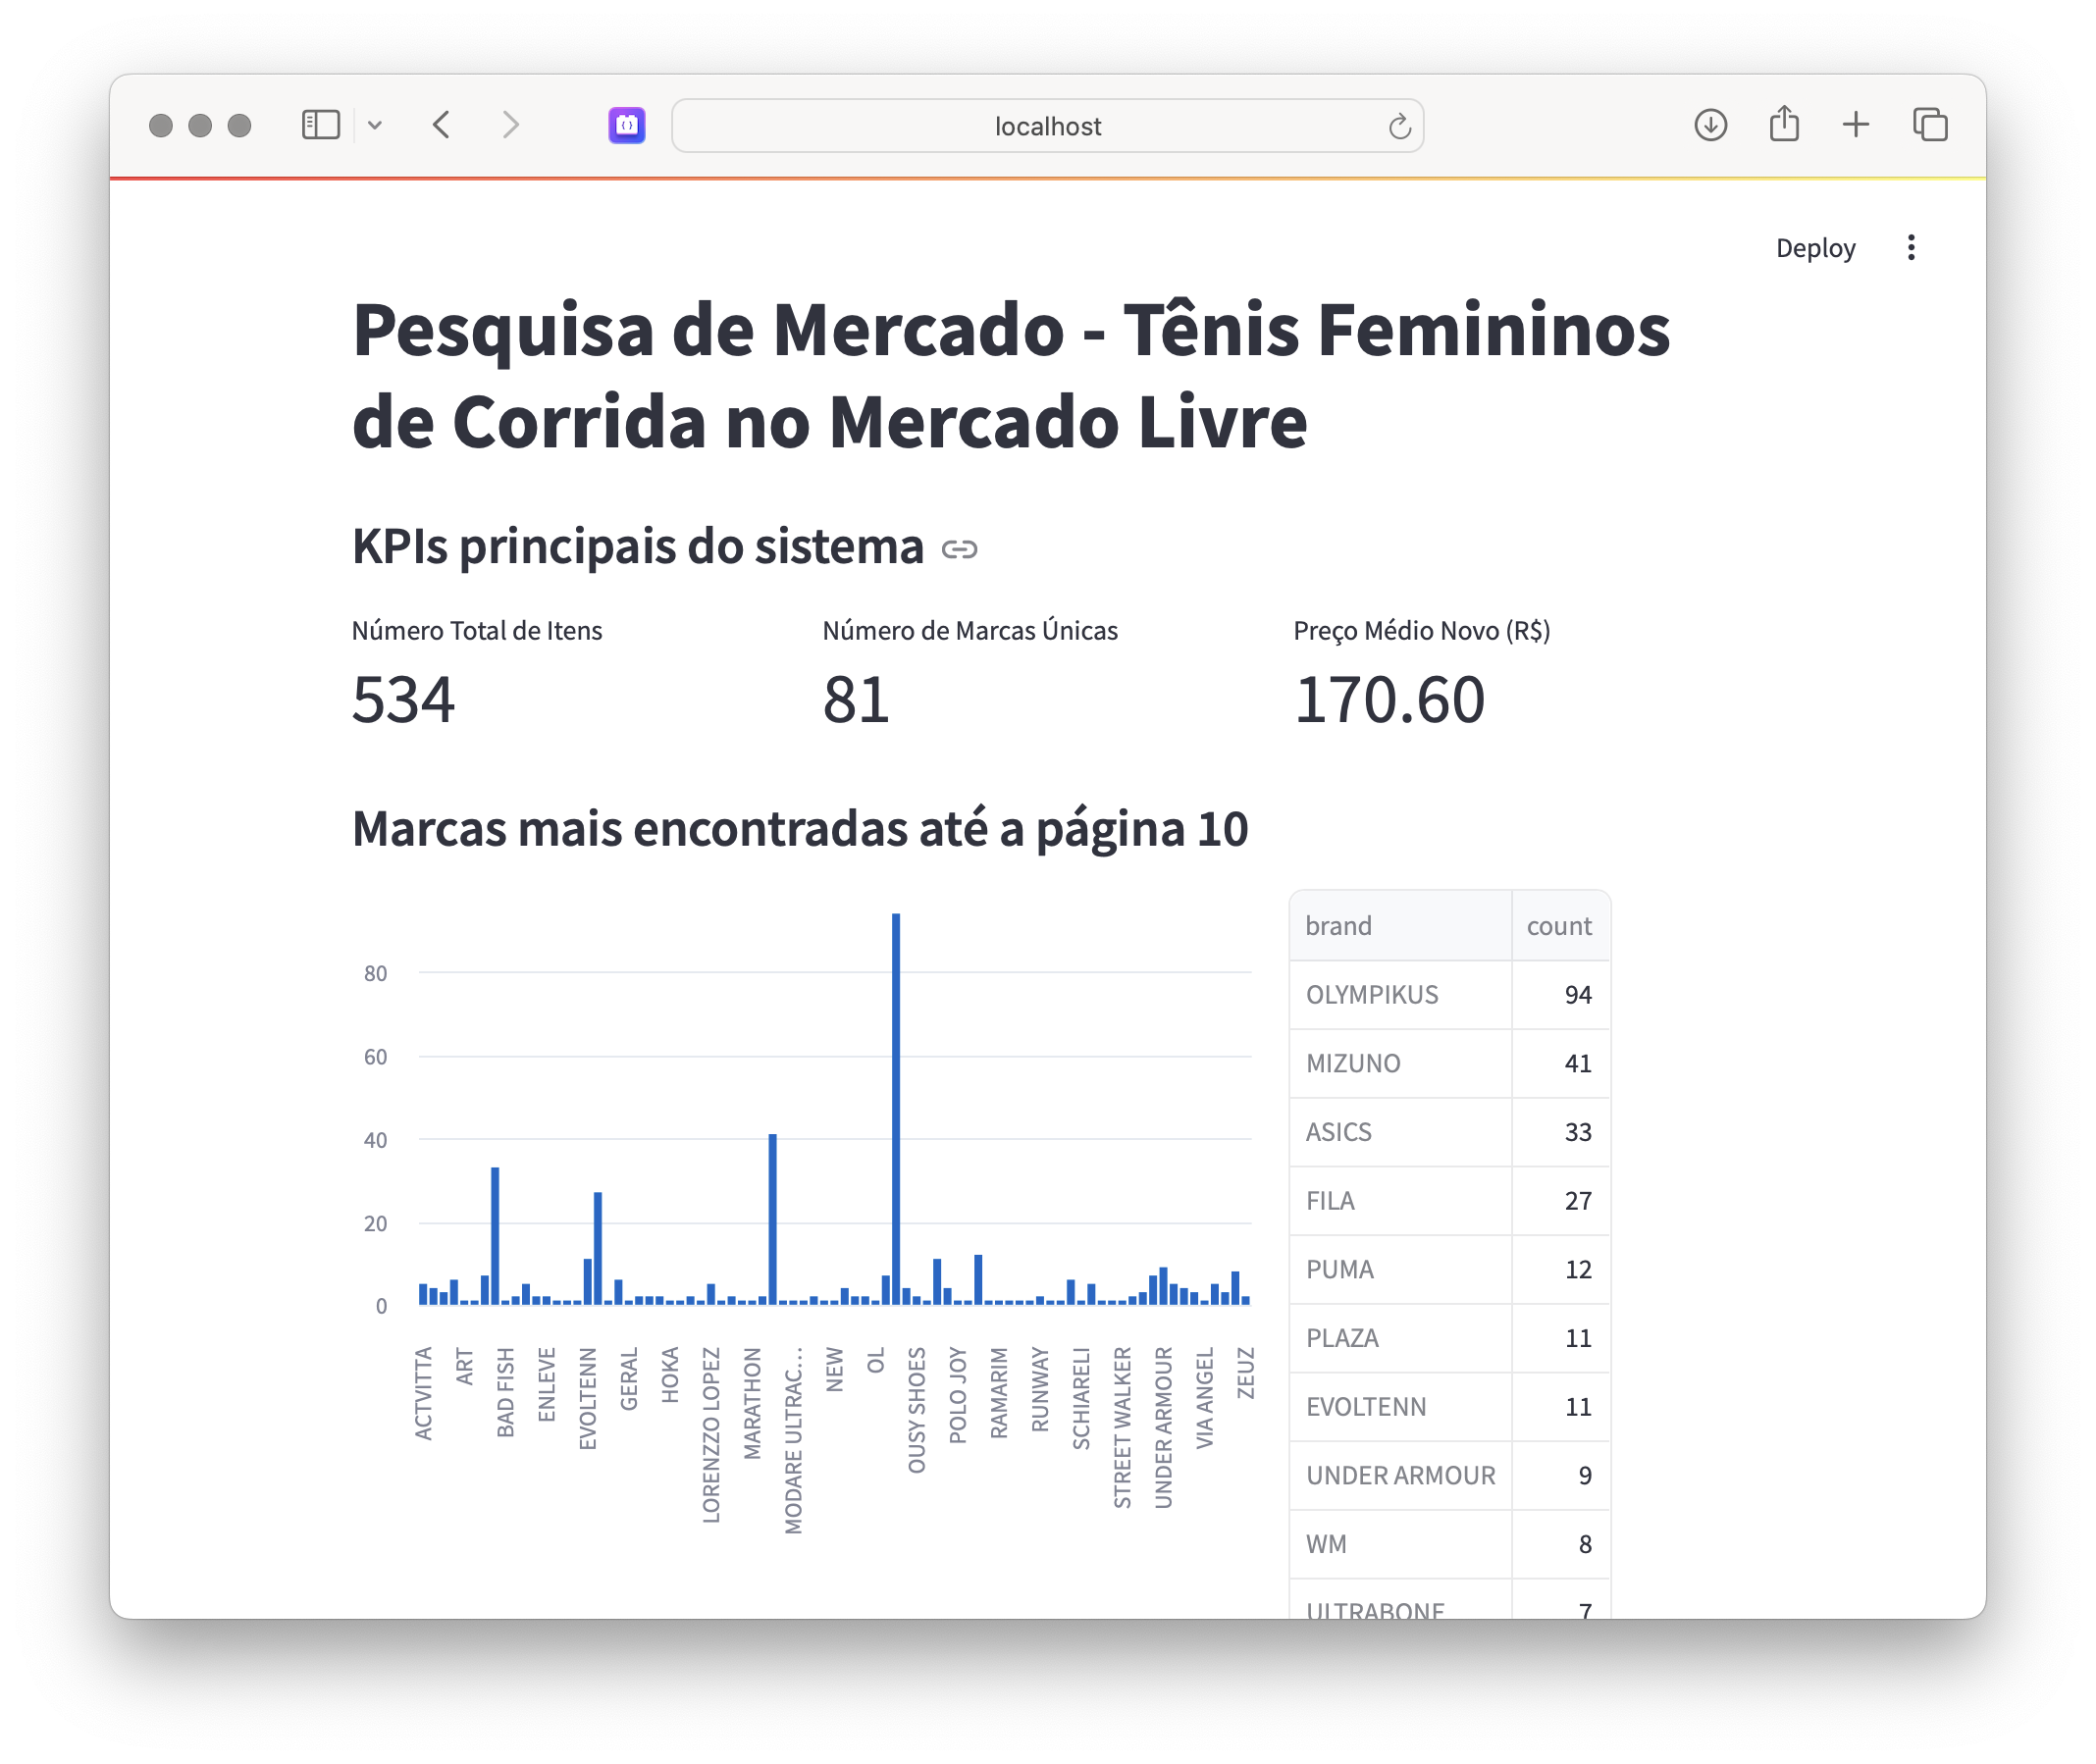 localhost
Deploy
Pesquisa de Mercado - Tênis Femininos
de Corrida no Mercado Livre
KPIs principais do sistema
Número Total de Itens
534
Número de Marcas Únicas
81
Preço Médio Novo (R$)
170.60
Marcas mais encontradas até a página 10
80
60
40
20
0
ACTVITTA
ART
BAD FISH
ENLEVE
EVOLTENN
GERAL
HOKA
LORENZZO LOPEZ
MARATHON
MODARE ULTRAC…
NEW
OL
OUSY SHOES
POLO JOY
RAMARIM
RUNWAY
SCHIARELI
STREET WALKER
UNDER ARMOUR
VIA ANGEL
ZEUZ
brand count
OLYMPIKUS 94
MIZUNO 41
ASICS 33
FILA 27
PUMA 12
PLAZA 11
EVOLTENN 11
UNDER ARMOUR 9
WM 8
ULTRABONE 7